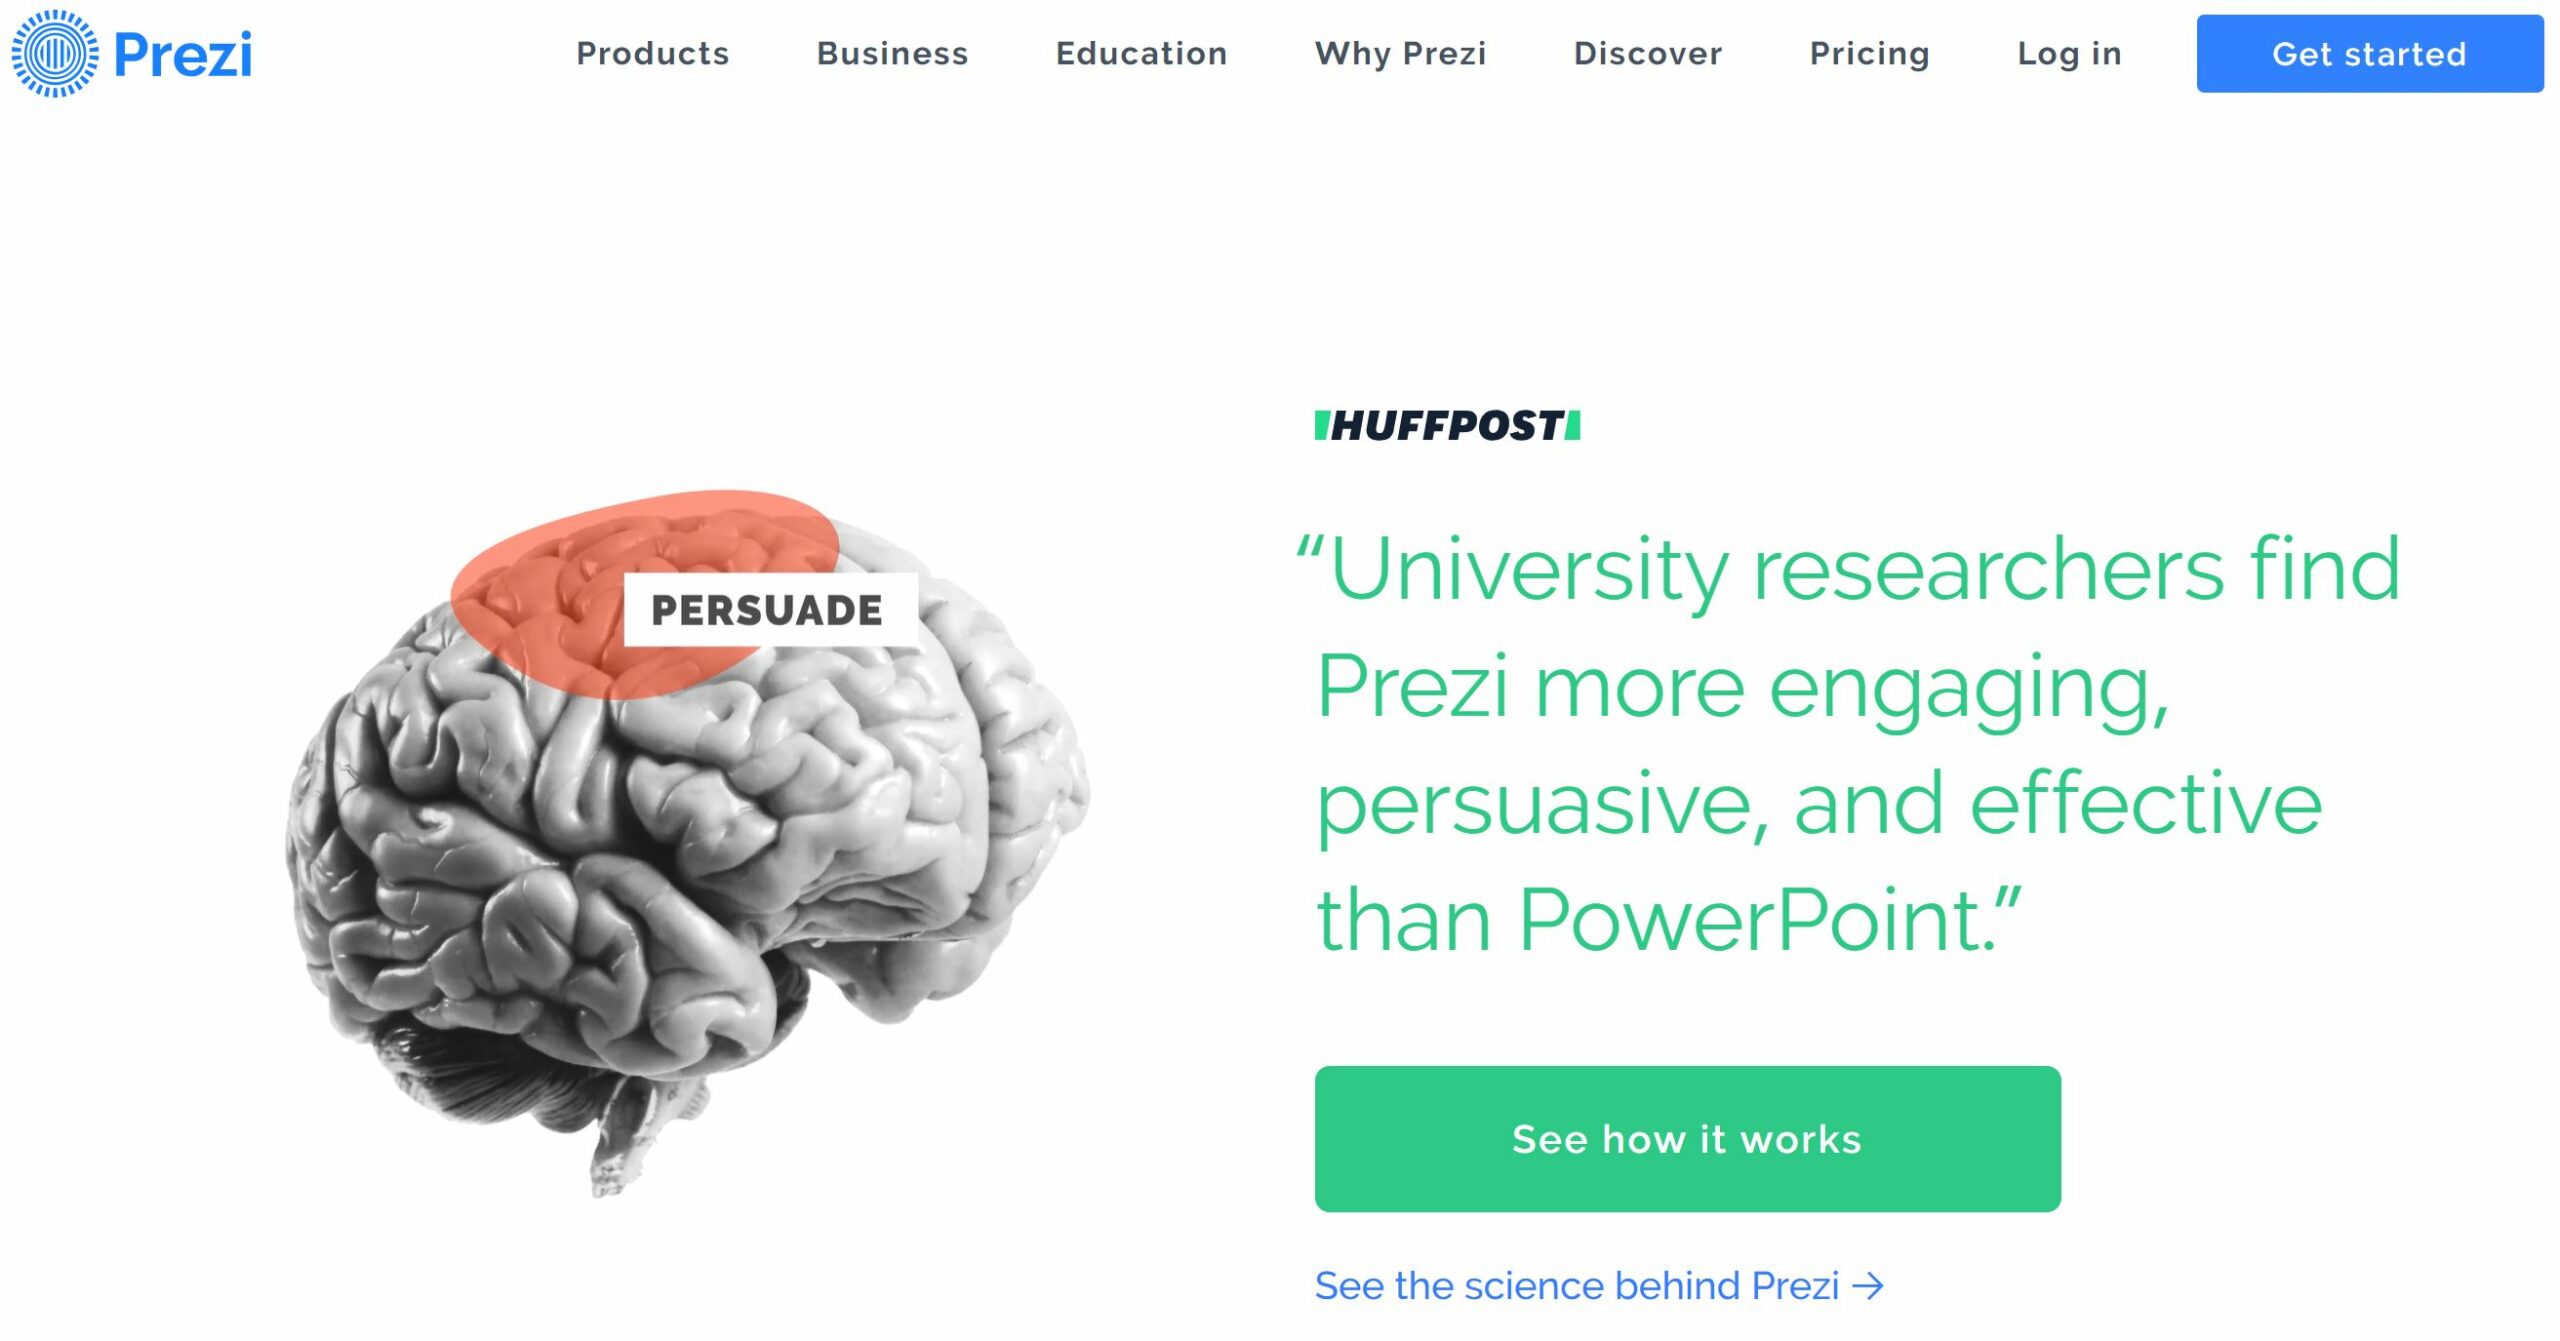 Prezi
Products Business Education Why Prezi Discover Pricing Log in Get started
HUFFPOST
PERSUADE
“University researchers find
Prezi more engaging,
persuasive, and effective
than PowerPoint.”
See how it works
See the science behind Prezi →